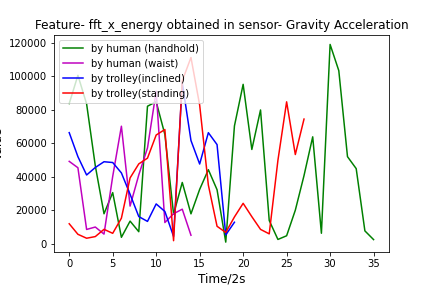 Feature- fft_x_energy obtained in sensor- Gravity Acceleration
120000
100000
80000
60000
40000
20000
0
by human (handhold)
by human (waist)
by trolley(inclined)
by trolley(standing)
0 5 10 15 20 25 30 35
Time/2s